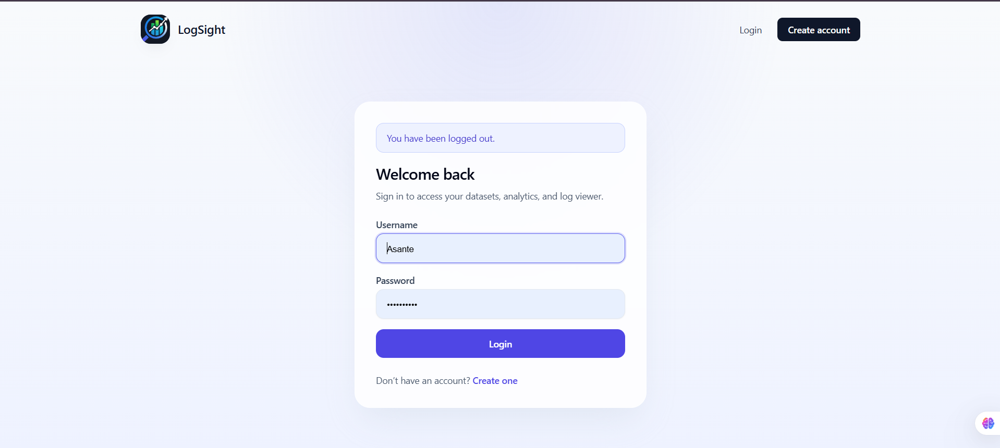 LogSight
Login
Create account
You have been logged out.
Welcome back
Sign in to access your datasets, analytics, and log viewer.
Username
Asante
Password
••••••••••
Login
Don’t have an account? Create one